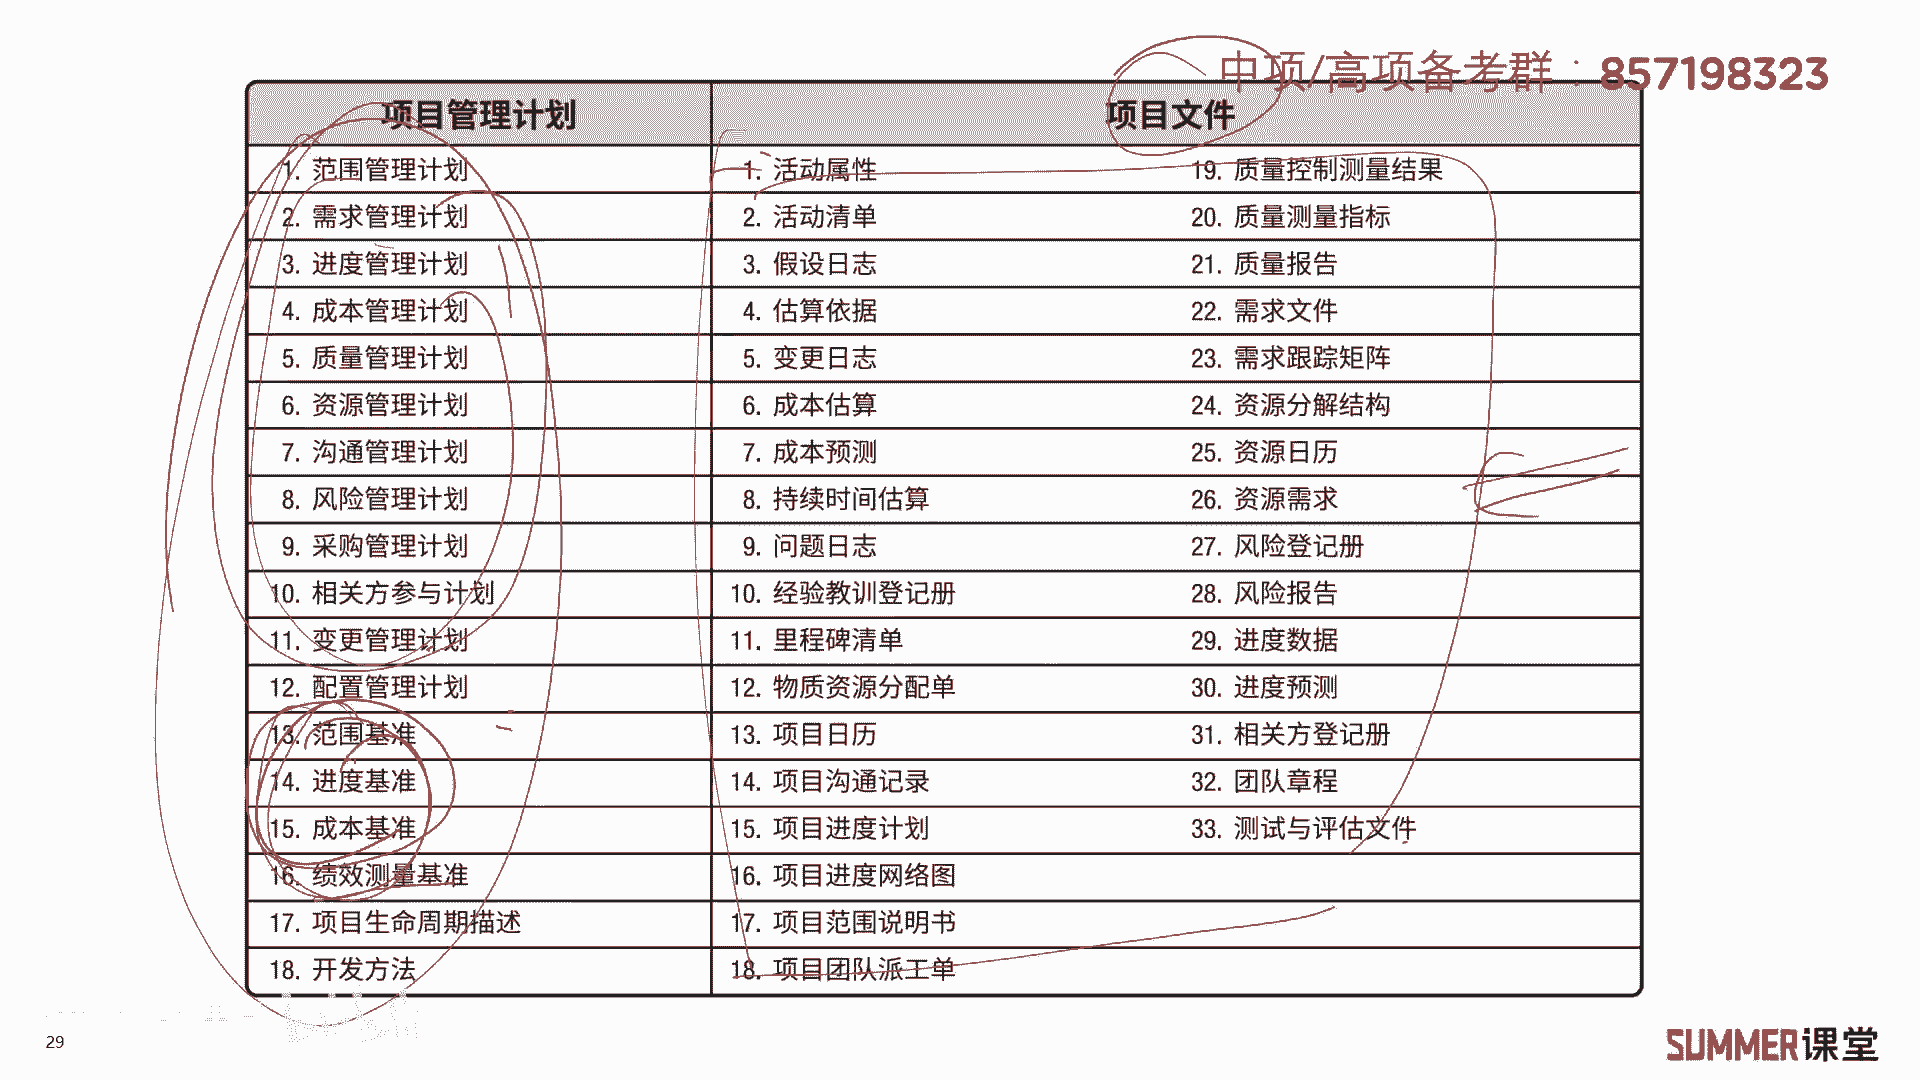 中项/高项备考群：857198323
项目管理计划 项目文件
1. 范围管理计划 1. 活动属性 19. 质量控制测量结果
2. 需求管理计划 2. 活动清单 20. 质量测量指标
3. 进度管理计划 3. 假设日志 21. 质量报告
4. 成本管理计划 4. 估算依据 22. 需求文件
5. 质量管理计划 5. 变更日志 23. 需求跟踪矩阵
6. 资源管理计划 6. 成本估算 24. 资源分解结构
7. 沟通管理计划 7. 成本预测 25. 资源日历
8. 风险管理计划 8. 持续时间估算 26. 资源需求
9. 采购管理计划 9. 问题日志 27. 风险登记册
10. 相关方参与计划 10. 经验教训登记册 28. 风险报告
11. 变更管理计划 11. 里程碑清单 29. 进度数据
12. 配置管理计划 12. 物质资源分配单 30. 进度预测
13. 范围基准 13. 项目日历 31. 相关方登记册
14. 进度基准 14. 项目沟通记录 32. 团队章程
15. 成本基准 15. 项目进度计划 33. 测试与评估文件
16. 绩效测量基准 16. 项目进度网络图
17. 项目生命周期描述 17. 项目范围说明书
18. 开发方法 18. 项目团队派工单
29
SUMMER课堂